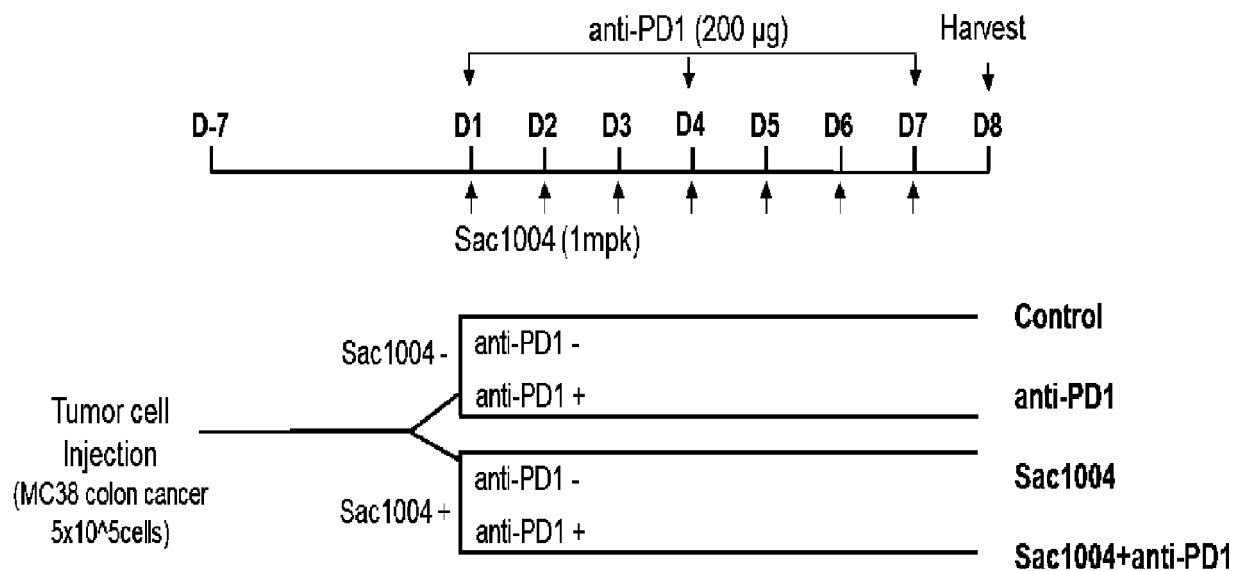 anti-PD1 (200 µg)
Harvest
D-7 D1 D2 D3 D4 D5 D6 D7 D8
Sac1004 (1mpk)
Control
Sac1004 -
anti-PD1 -
anti-PD1 +
anti-PD1
Tumor cell
Injection
(MC38 colon cancer
5x10^5cells)
Sac1004 +
anti-PD1 -
Sac1004
anti-PD1 +
Sac1004+anti-PD1